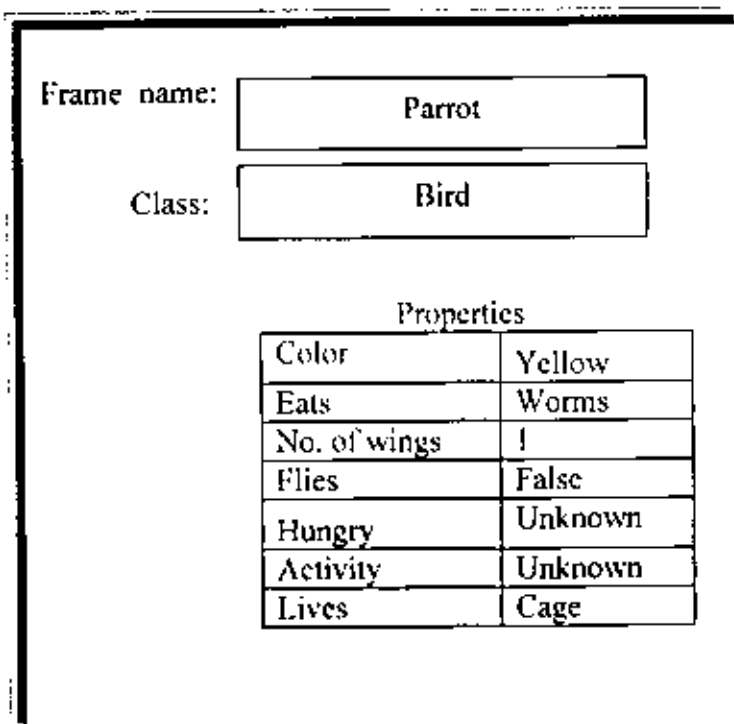 Frame name: Parrot
Class: Bird
Properties
Color Yellow
Eats Worms
No. of wings 1
Flies False
Hungry Unknown
Activity Unknown
Lives Cage